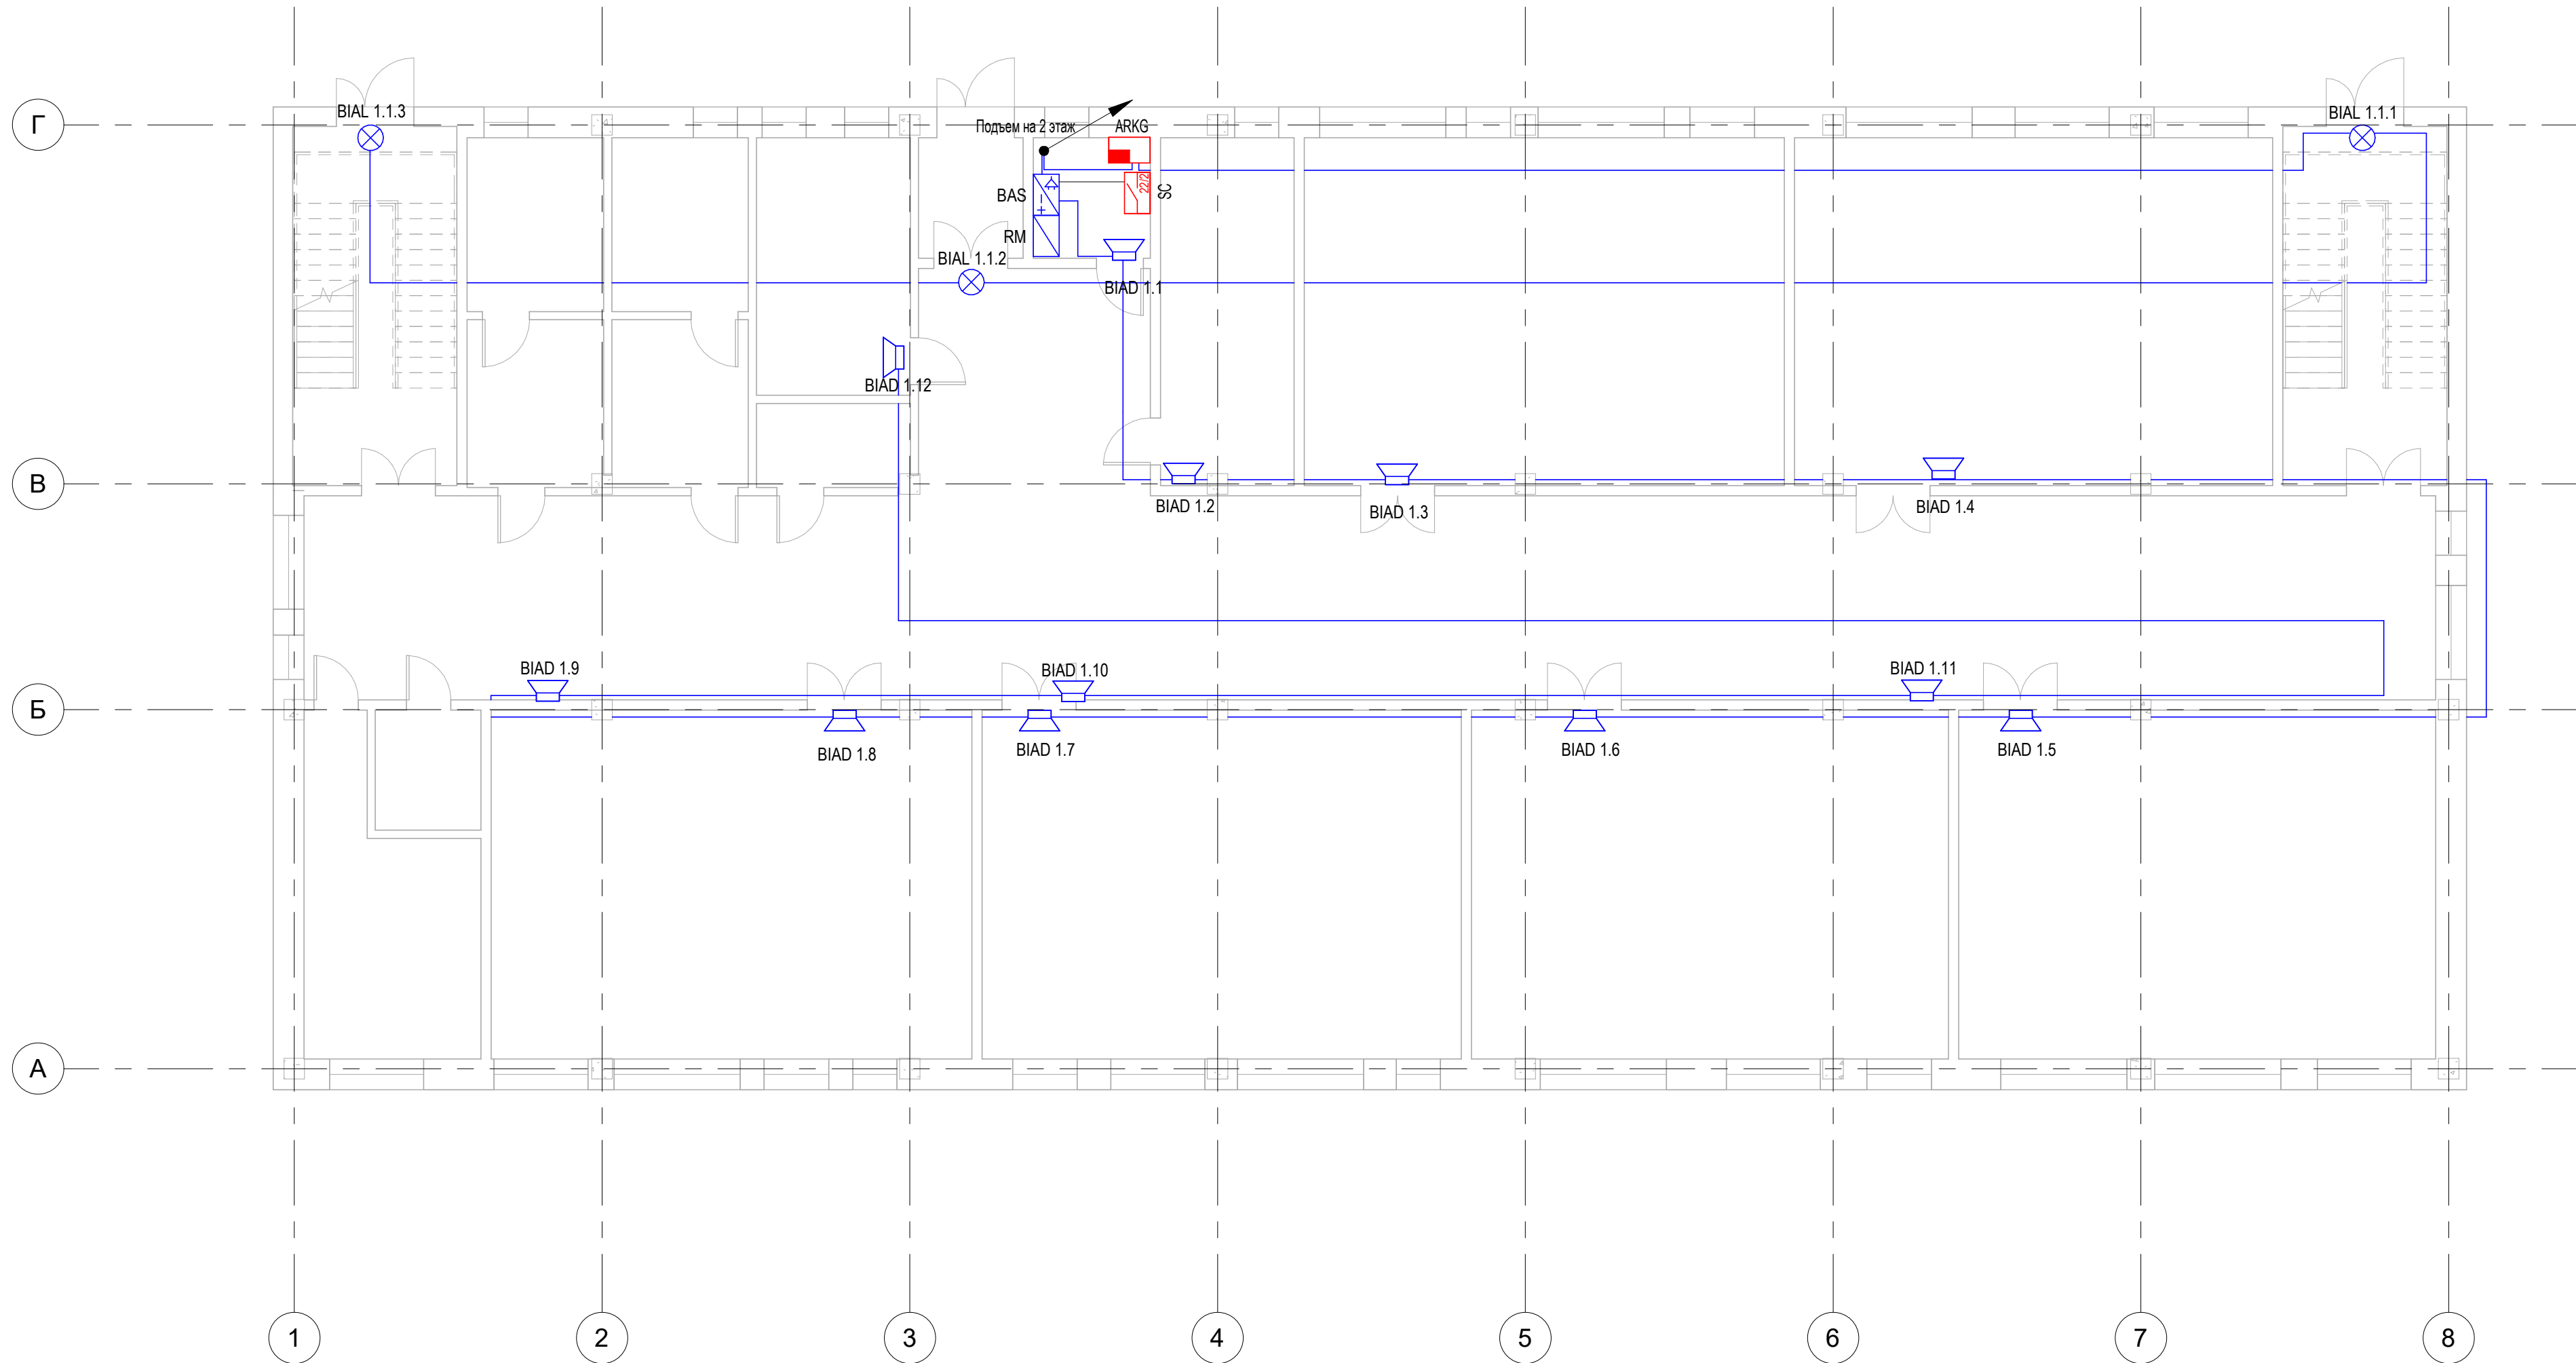 BIAL 1.1.3
BIAL 1.1.1
Г
Подъем на 2 этаж
ARKG
BAS
22/2
SC
RM
BIAL 1.1.2
BIAD 1.1
BIAD 1.12
В
BIAD 1.2
BIAD 1.3
BIAD 1.4
BIAD 1.9
BIAD 1.10
BIAD 1.11
Б
BIAD 1.8
BIAD 1.7
BIAD 1.6
BIAD 1.5
А
1
2
3
4
5
6
7
8